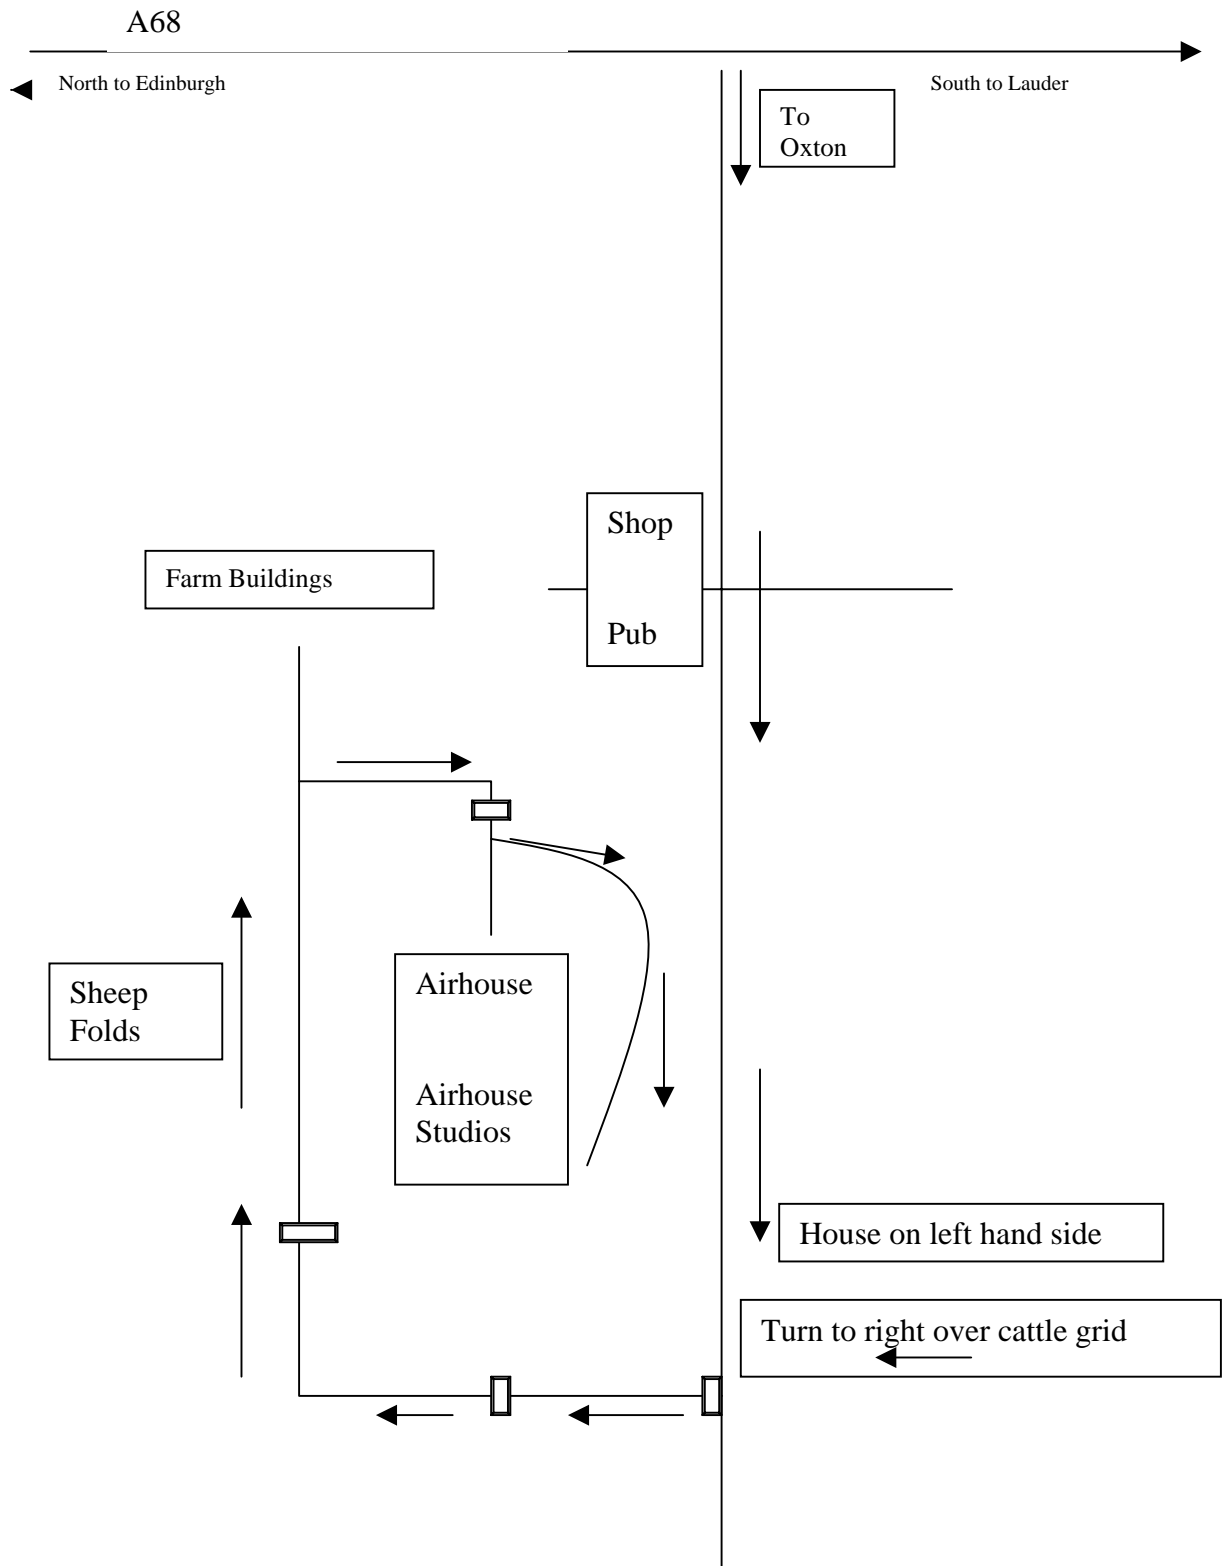 A68
North to Edinburgh
South to Lauder
To
Oxton
Shop
Farm Buildings
Pub
Airhouse
Sheep
Folds
Airhouse
Studios
House on left hand side
Turn to right over cattle grid